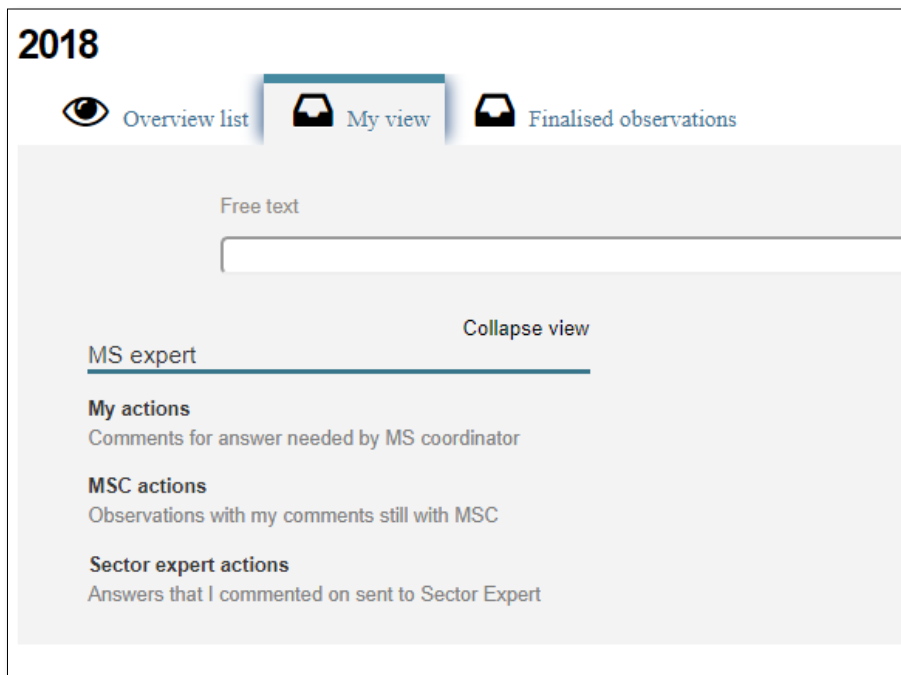 2018
Overview list My view Finalised observations
Free text
Collapse view
MS expert
My actions
Comments for answer needed by MS coordinator
MSC actions
Observations with my comments still with MSC
Sector expert actions
Answers that I commented on sent to Sector Expert